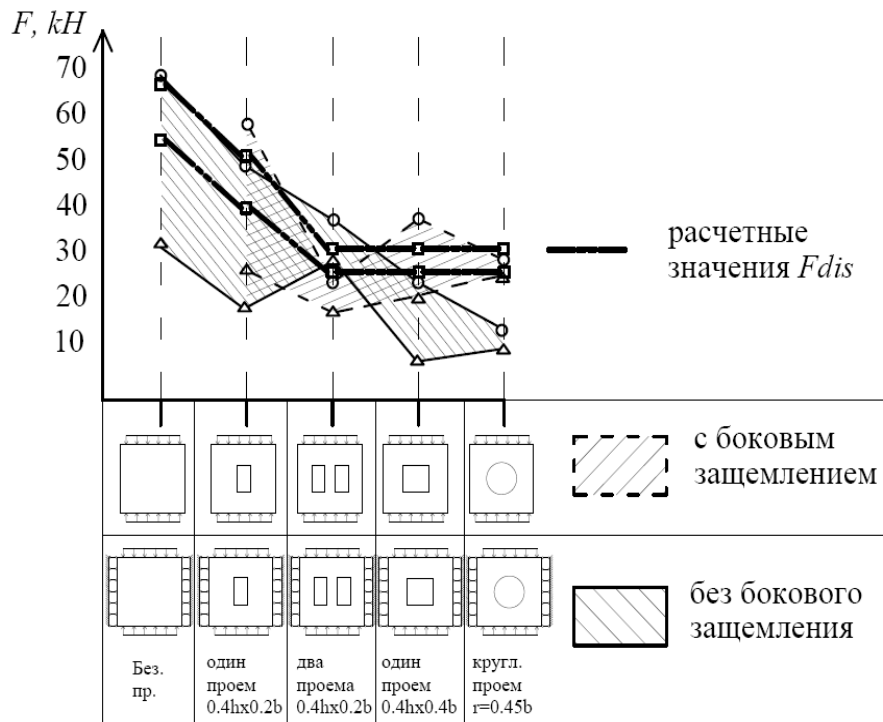 F, kH
70
60
50
40
30
20
10
расчетные
значения Fdis
с боковым
защемлением
без бокового
защемления
Без.
пр.
один
проем
0.4hx0.2b
два
проема
0.4hx0.2b
один
проем
0.4hx0.4b
кругл.
проем
r=0.45b